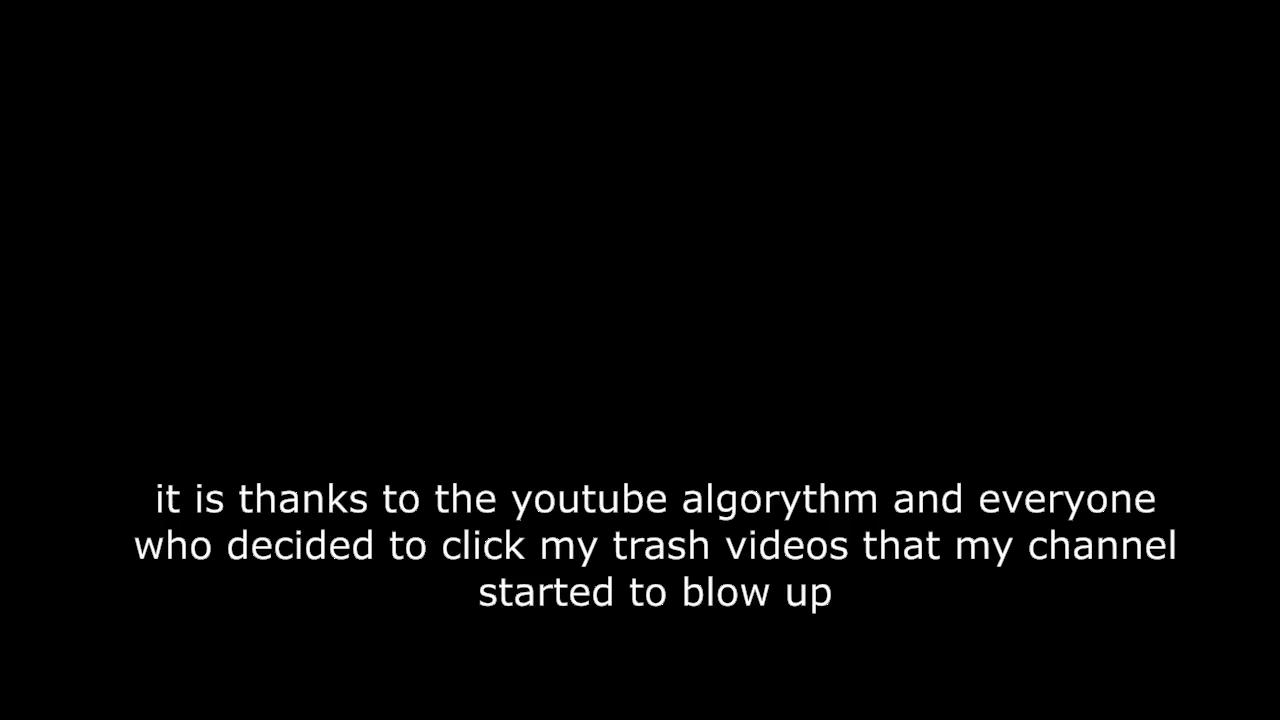 it is thanks to the youtube algorythm and everyone
who decided to click my trash videos that my channel
started to blow up